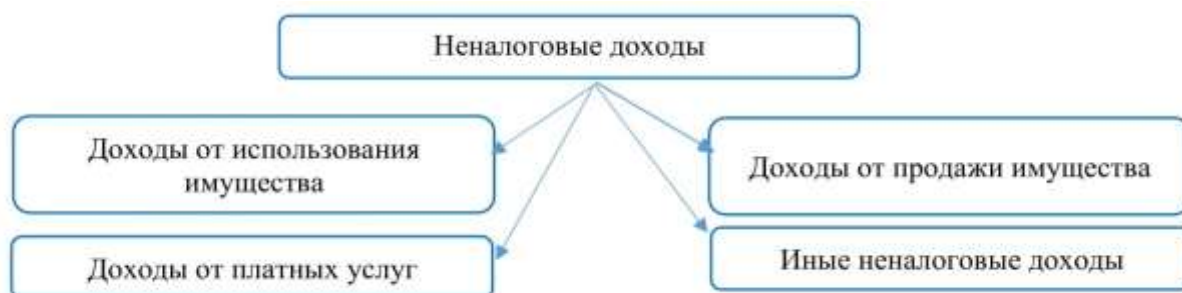 Неналоговые доходы
Доходы от использования
имущества
Доходы от продажи имущества
Доходы от платных услуг
Иные неналоговые доходы